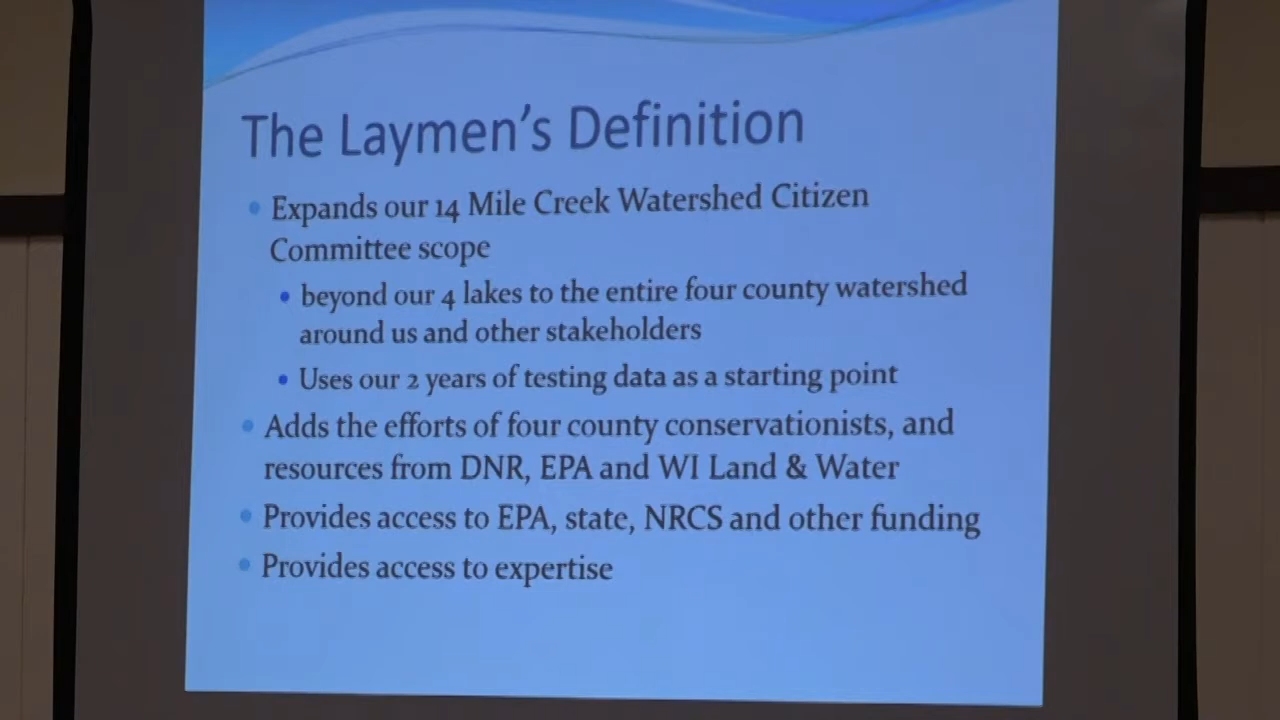 The Laymen's Definition
• Expands our 14 Mile Creek Watershed Citizen
Committee scope
• beyond our 4 lakes to the entire four county watershed
around us and other stakeholders
• Uses our 2 years of testing data as a starting point
• Adds the efforts of four county conservationists, and
resources from DNR, EPA and WI Land & Water
• Provides access to EPA, state, NRCS and other funding
• Provides access to expertise